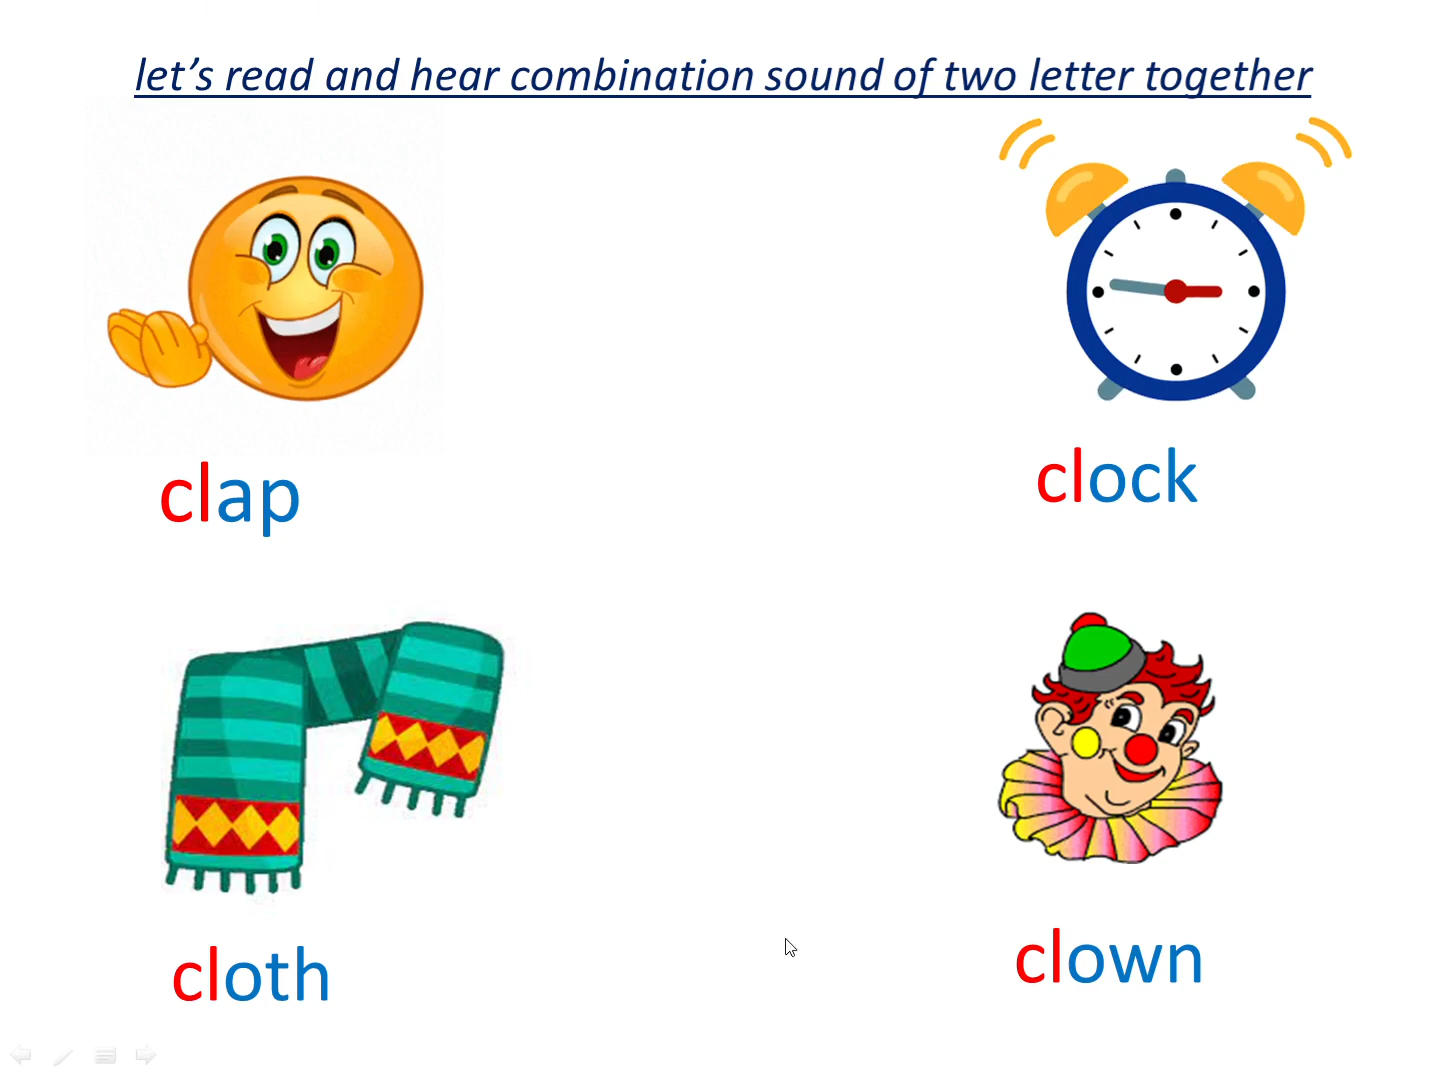 let’s read and hear combination sound of two letter together
clap
clock
cloth
clown